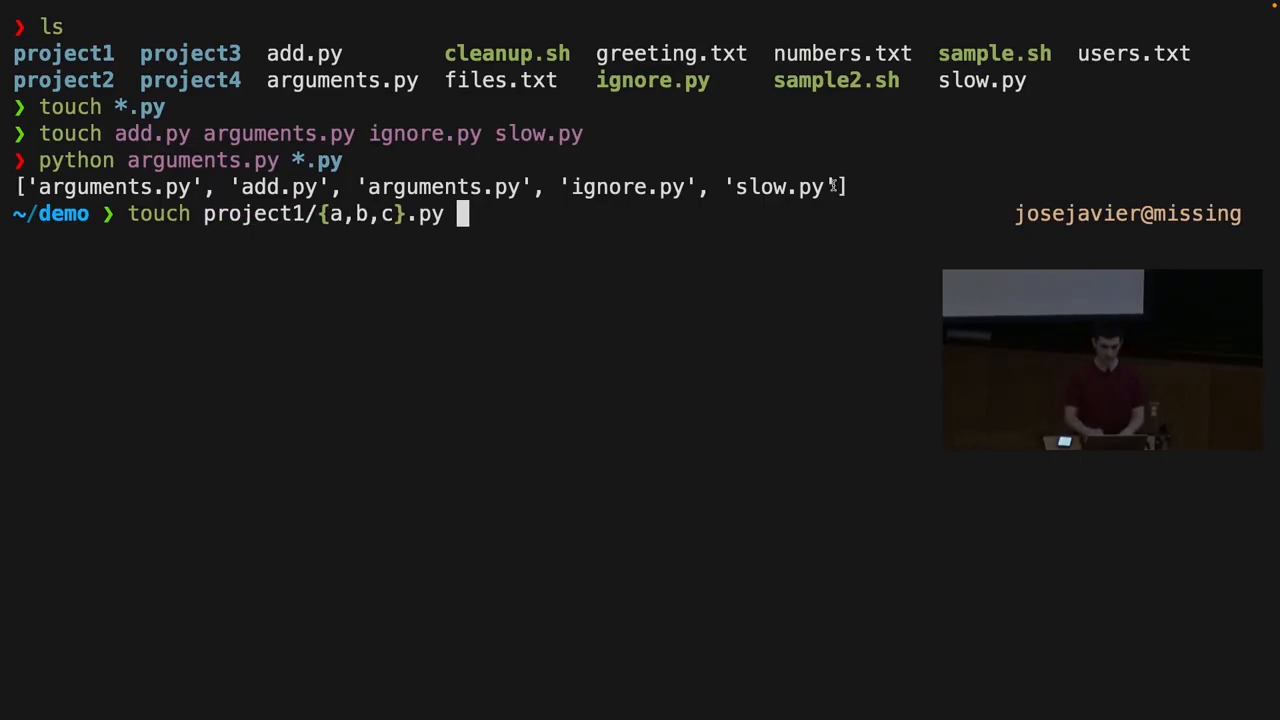 ❯ ls
project1 project3 add.py cleanup.sh greeting.txt numbers.txt sample.sh users.txt
project2 project4 arguments.py files.txt ignore.py sample2.sh slow.py
❯ touch *.py
❯ touch add.py arguments.py ignore.py slow.py
❯ python arguments.py *.py
['arguments.py', 'add.py', 'arguments.py', 'ignore.py', 'slow.py']
~/demo ❯ touch project1/{a,b,c}.py josejavier@missing